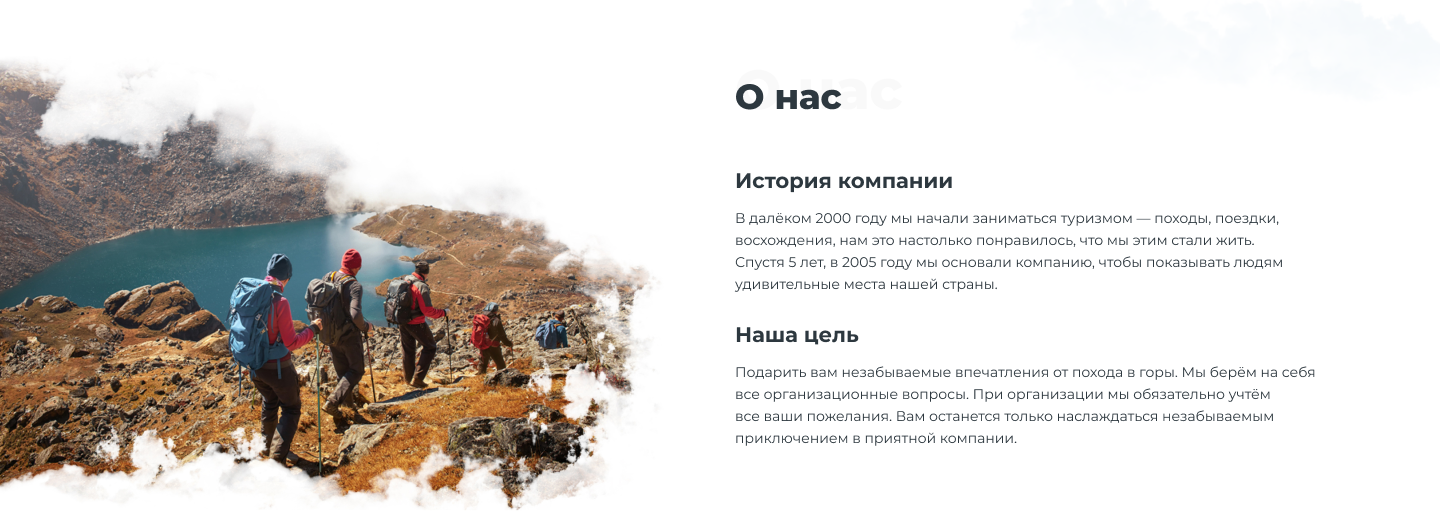 О нас
История компании
В далёком 2000 году мы начали заниматься туризмом — походы, поездки,
восхождения, нам это настолько понравилось, что мы этим стали жить.
Спустя 5 лет, в 2005 году мы основали компанию, чтобы показывать людям
удивительные места нашей страны.
Наша цель
Подарить вам незабываемые впечатления от похода в горы. Мы берём на себя
все организационные вопросы. При организации мы обязательно учтём
все ваши пожелания. Вам останется только наслаждаться незабываемым
приключением в приятной компании.